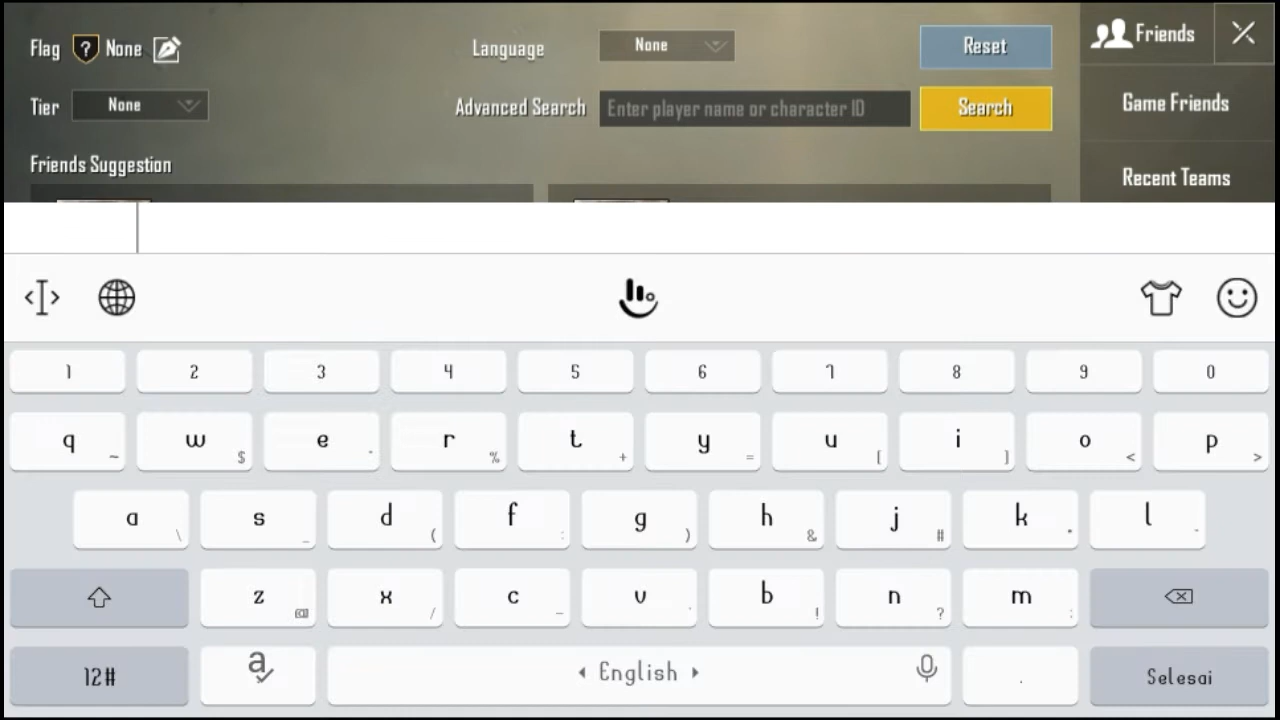 Flag ? None
Language None Reset
Friends
Tier None
Advanced Search Enter player name or character ID Search
Game Friends
Friends Suggestion
Recent Teams
1 2 3 4 5 6 7 8 9 0
q ~ w $ e r % t + y = u [ i ] o < p >
a \ s _ d ( f : g ) h & j # k l
z @ x / c - v b ! n ? m ;
12# a English . Selesai